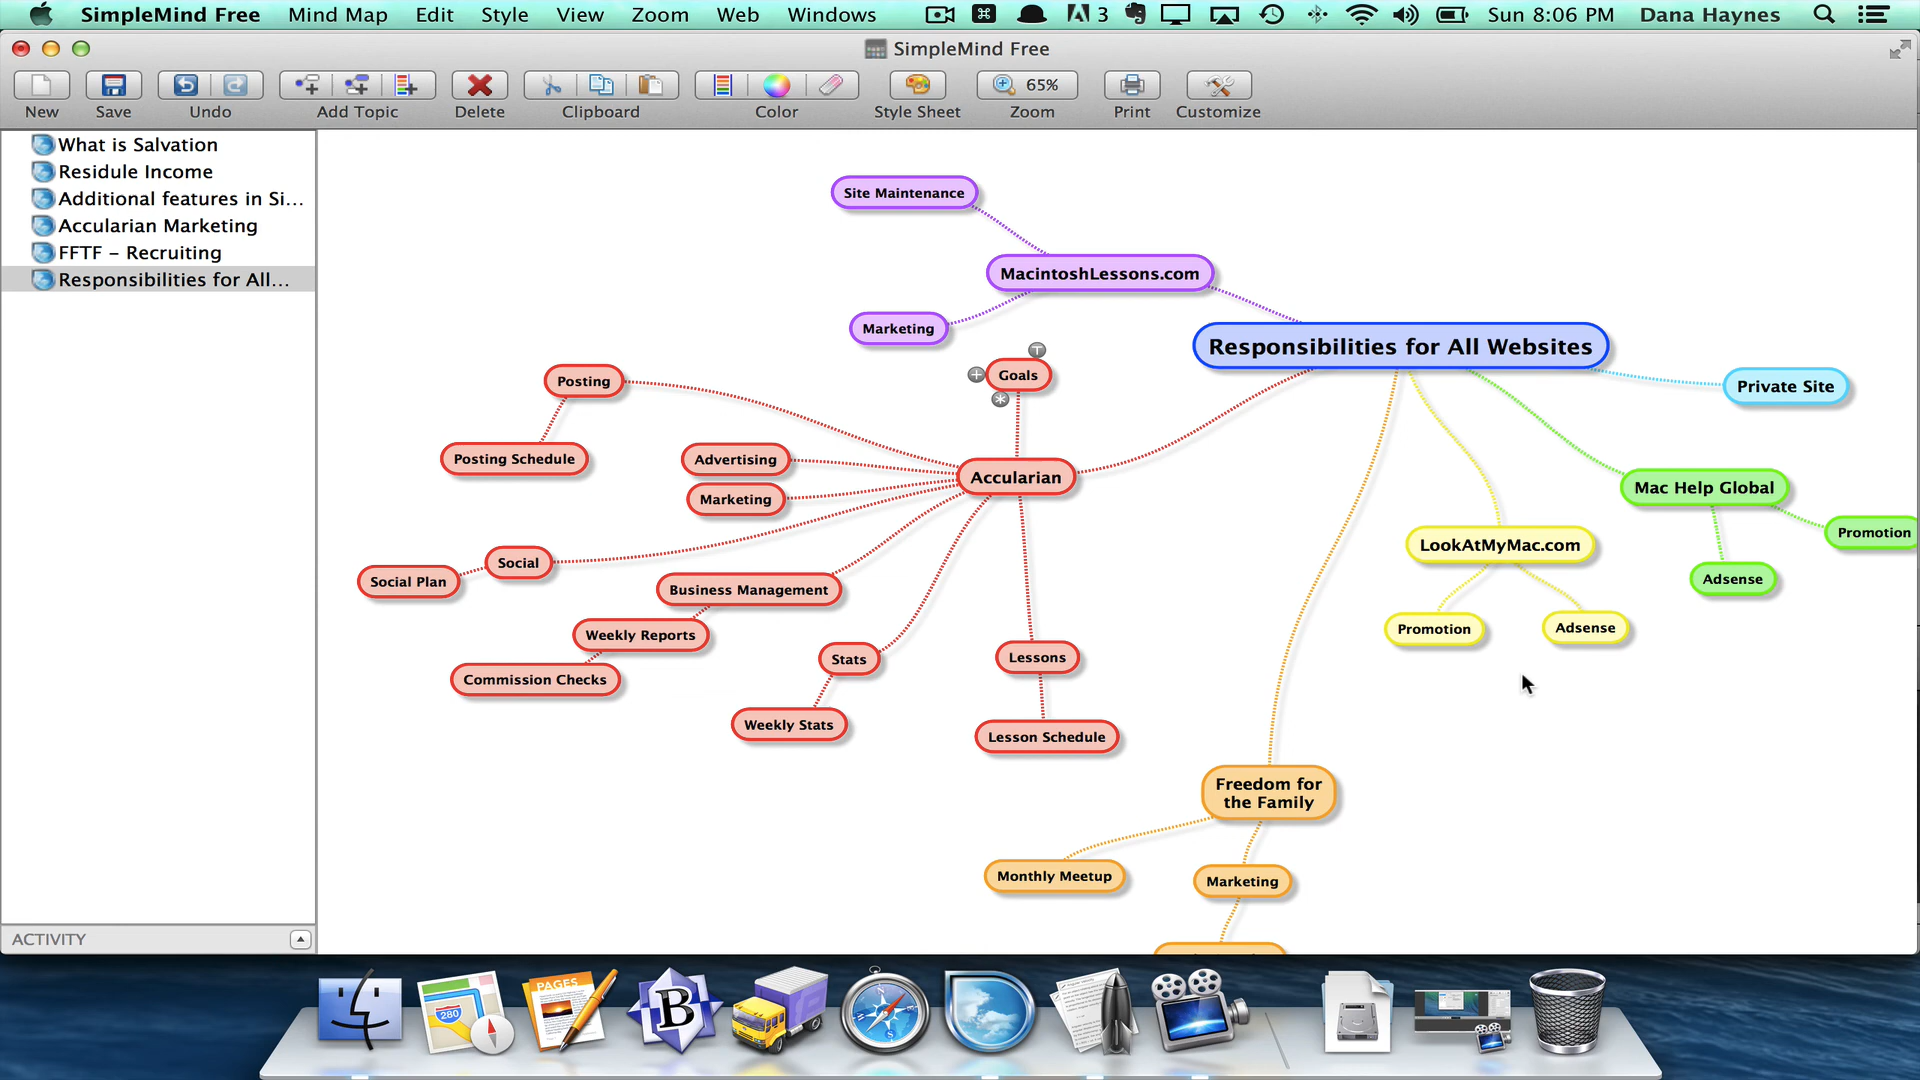 SimpleMind Free Mind Map Edit Style View Zoom Web Windows 3 Sun 8:06 PM Dana Haynes
SimpleMind Free
65%
New Save Undo Add Topic Delete Clipboard Color Style Sheet Zoom Print Customize
What is Salvation
Residule Income
Additional features in Si...
Accularian Marketing
FFTF – Recruiting
Responsibilities for All...
ACTIVITY
Site Maintenance
MacintoshLessons.com
Marketing
Responsibilities for All Websites
Private Site
Goals
Posting
Posting Schedule
Advertising
Marketing
Accularian
Mac Help Global
Promotion
Adsense
LookAtMyMac.com
Promotion
Adsense
Social
Social Plan
Business Management
Weekly Reports
Commission Checks
Stats
Weekly Stats
Lessons
Lesson Schedule
Freedom for
the Family
Monthly Meetup
Marketing
280
PAGES
B